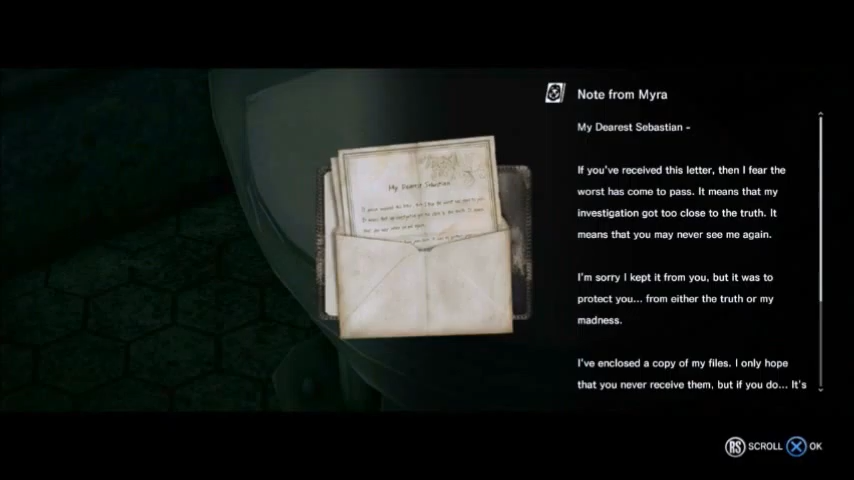 Note from Myra
My Dearest Sebastian -
If you've received this letter, then I fear the
worst has come to pass. It means that my
investigation got too close to the truth. It
means that you may never see me again.
I'm sorry I kept it from you, but it was to
protect you... from either the truth or my
madness.
I've enclosed a copy of my files. I only hope
that you never receive them, but if you do... It's
My Dearest Sebastian
RS SCROLL X OK